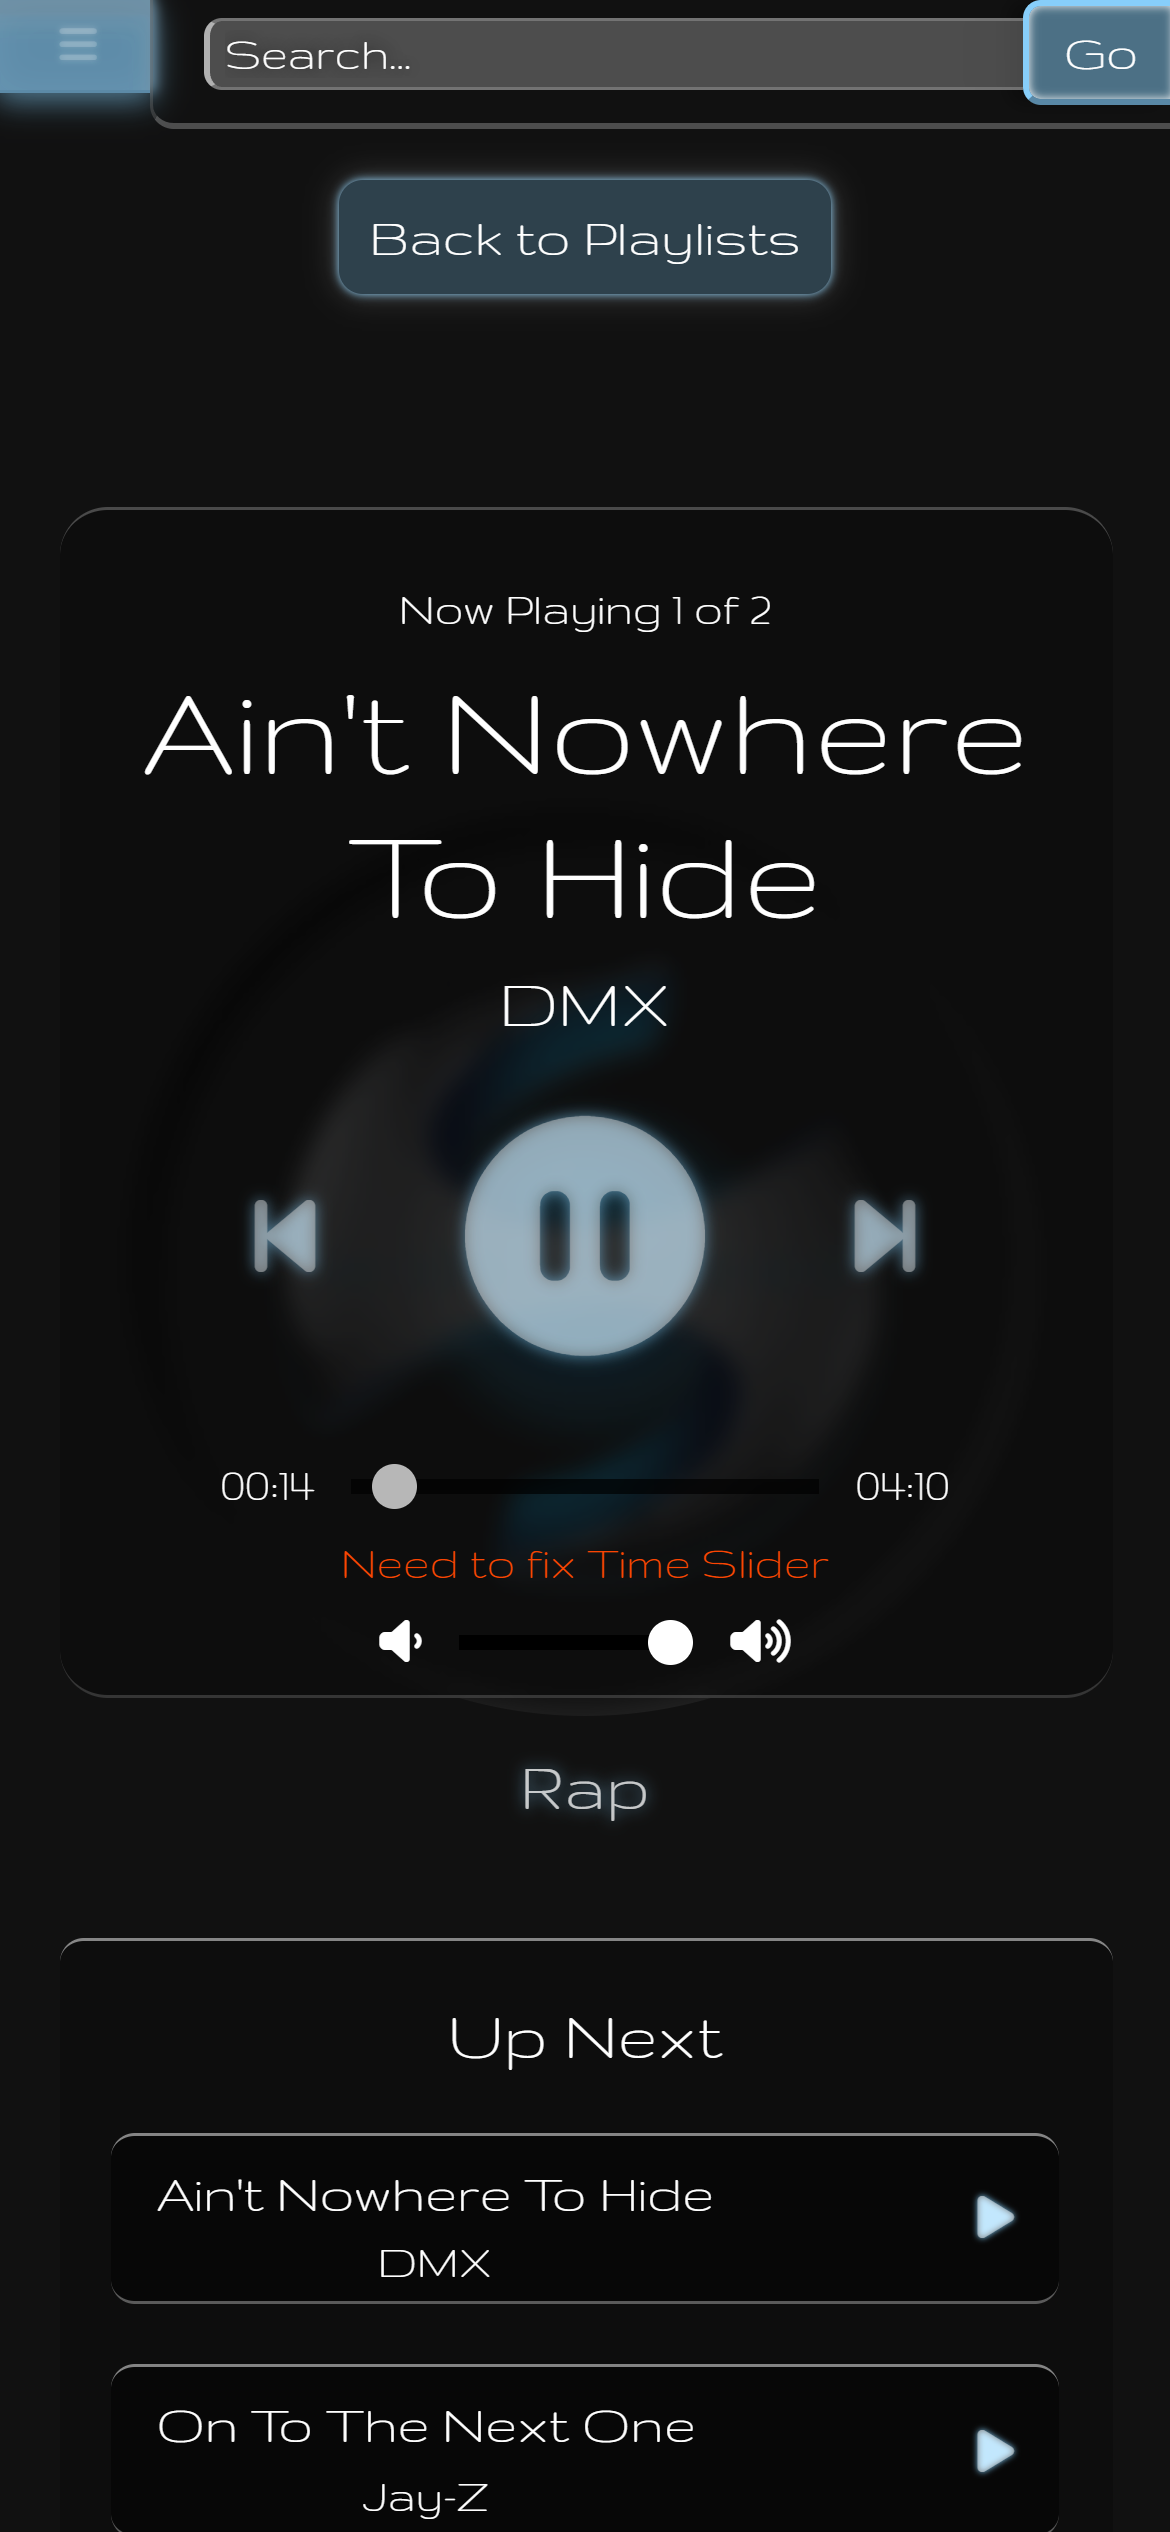 Search...
Go
Back to Playlists
Now Playing 1 of 2
Ain't Nowhere
To Hide
DMX
00:14
04:10
Need to fix Time Slider
Rap
Up Next
Ain't Nowhere To Hide
DMX
On To The Next One
Jay-Z